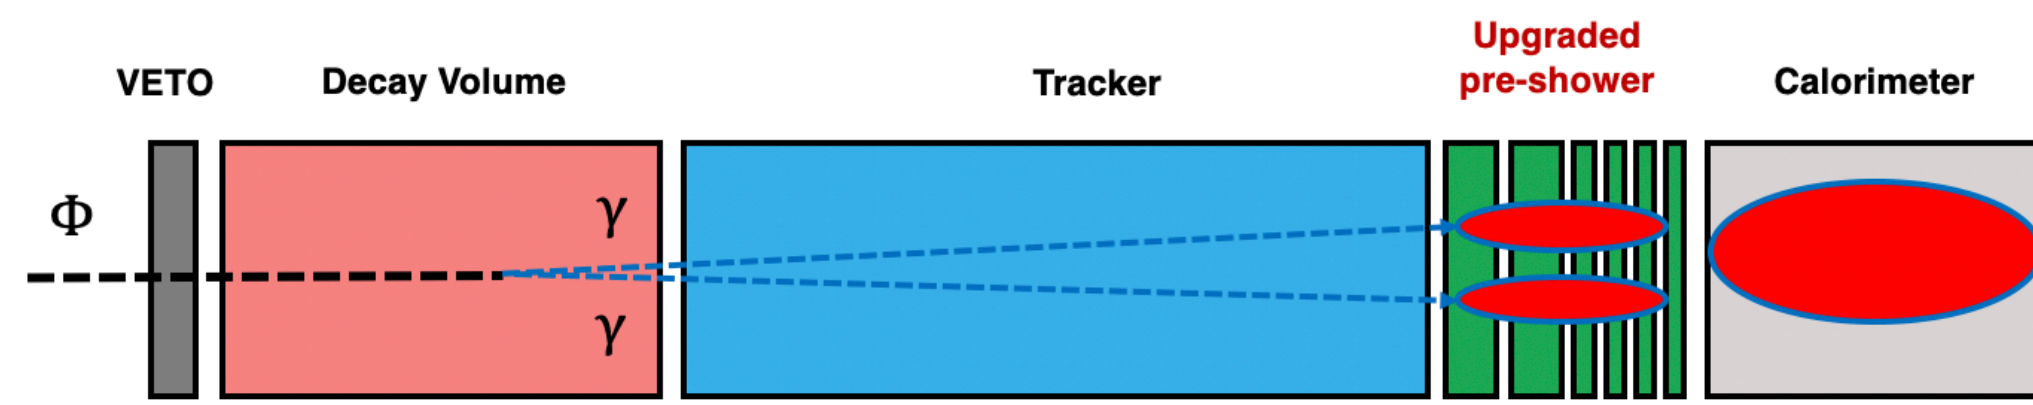 Upgraded
pre-shower
VETO
Decay Volume
Tracker
Calorimeter
Φ
γ
γ